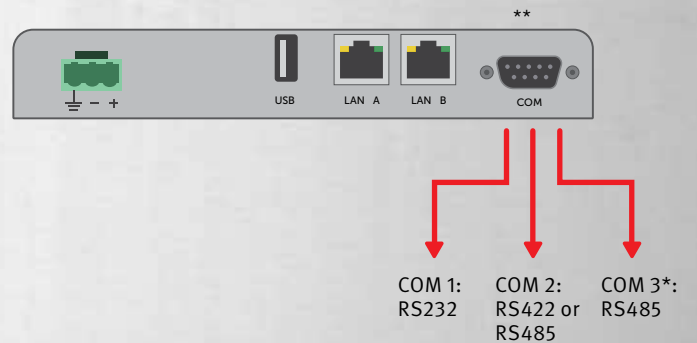 **
USB
LAN A
LAN B
COM
- +
COM 1:
RS232
COM 2:
RS422 or
RS485
COM 3*:
RS485